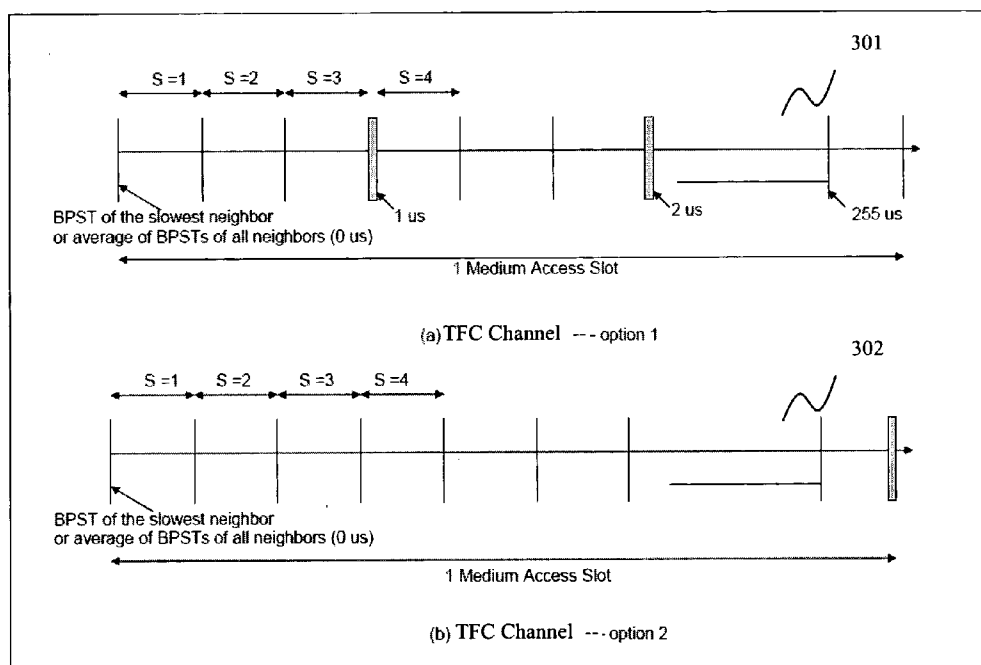 301
S =1 S =2 S =3 S =4
1 us 2 us 255 us
BPST of the slowest neighbor
or average of BPSTs of all neighbors (0 us)
1 Medium Access Slot
(a) TFC Channel --- option 1
302
S =1 S =2 S =3 S =4
BPST of the slowest neighbor
or average of BPSTs of all neighbors (0 us)
1 Medium Access Slot
(b) TFC Channel --- option 2